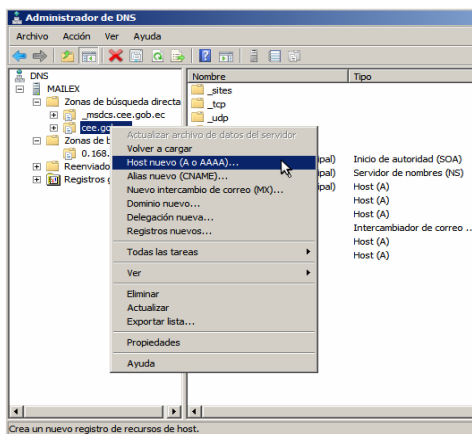 Administrador de DNS
Archivo Acción Ver Ayuda
DNS
MAILEX
Zonas de búsqueda directa
_msdcs.cee.gob.ec
cee.go
Zonas de b
0.168.
Reenviado
Registros g
Nombre Tipo
_sites
_tcp
_udp
ipal) Inicio de autoridad (SOA)
ipal) Servidor de nombres (NS)
ipal) Host (A)
Host (A)
Host (A)
Intercambiador de correo ...
Host (A)
Host (A)
Actualizar archivo de datos del servidor
Volver a cargar
Host nuevo (A o AAAA)...
Alias nuevo (CNAME)...
Nuevo intercambio de correo (MX)...
Dominio nuevo...
Delegación nueva...
Registros nuevos...
Todas las tareas
Ver
Eliminar
Actualizar
Exportar lista...
Propiedades
Ayuda
Crea un nuevo registro de recursos de host.